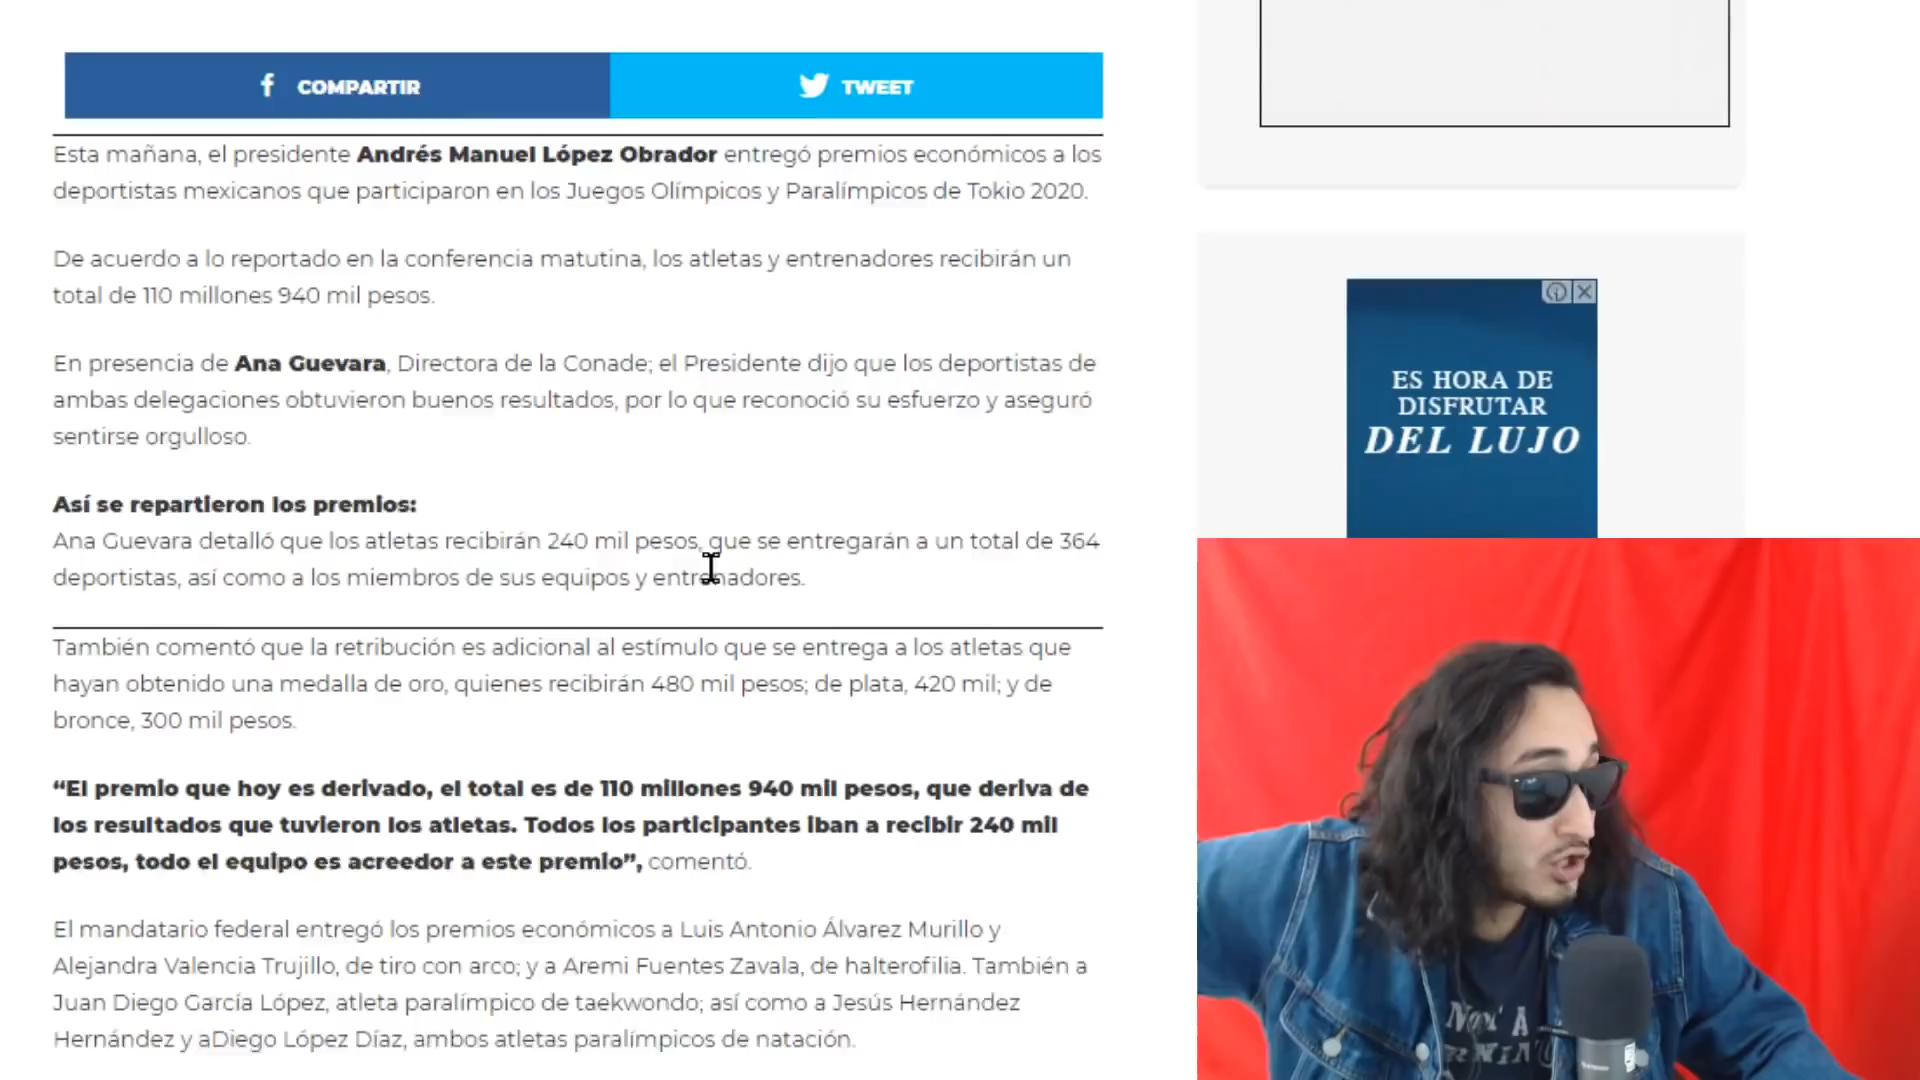 COMPARTIR
TWEET
Esta mañana, el presidente Andrés Manuel López Obrador entregó premios económicos a los
deportistas mexicanos que participaron en los Juegos Olímpicos y Paralímpicos de Tokio 2020.
De acuerdo a lo reportado en la conferencia matutina, los atletas y entrenadores recibirán un
total de 110 millones 940 mil pesos.
En presencia de Ana Guevara, Directora de la Conade; el Presidente dijo que los deportistas de
ambas delegaciones obtuvieron buenos resultados, por lo que reconoció su esfuerzo y aseguró
sentirse orgulloso.
Así se repartieron los premios:
Ana Guevara detalló que los atletas recibirán 240 mil pesos, que se entregarán a un total de 364
deportistas, así como a los miembros de sus equipos y entrenadores.
También comentó que la retribución es adicional al estímulo que se entrega a los atletas que
hayan obtenido una medalla de oro, quienes recibirán 480 mil pesos; de plata, 420 mil; y de
bronce, 300 mil pesos.
“El premio que hoy es derivado, el total es de 110 millones 940 mil pesos, que deriva de
los resultados que tuvieron los atletas. Todos los participantes iban a recibir 240 mil
pesos, todo el equipo es acreedor a este premio”, comentó.
El mandatario federal entregó los premios económicos a Luis Antonio Álvarez Murillo y
Alejandra Valencia Trujillo, de tiro con arco; y a Aremi Fuentes Zavala, de halterofilia. También a
Juan Diego García López, atleta paralímpico de taekwondo; así como a Jesús Hernández
Hernández y aDiego López Díaz, ambos atletas paralímpicos de natación.
ES HORA DE
DISFRUTAR
DEL LUJO
NOT A